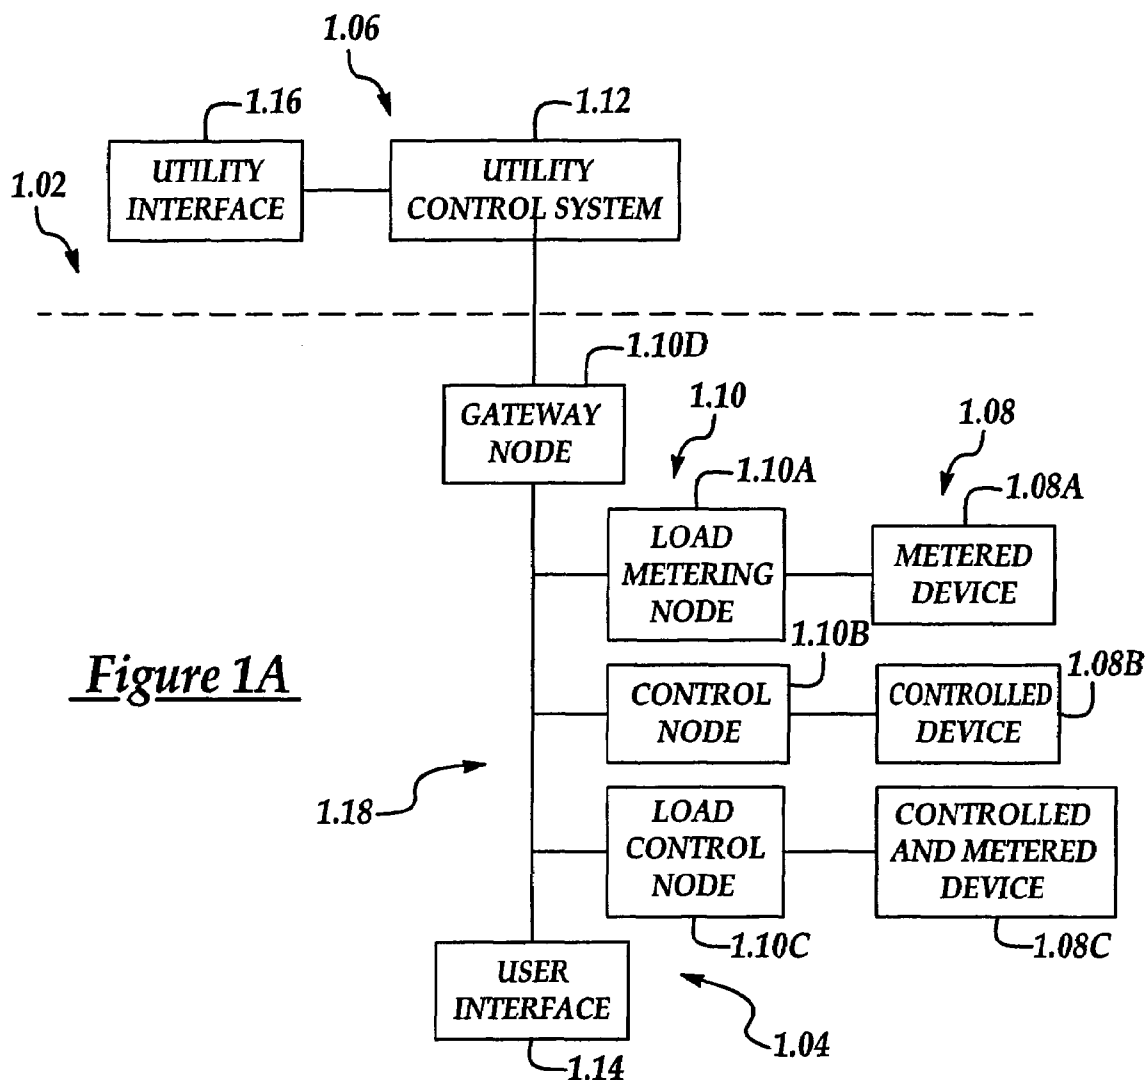 1.06
1.16
1.12
UTILITY
INTERFACE
UTILITY
CONTROL SYSTEM
1.02
1.10D
GATEWAY
NODE
1.10
1.08
1.10A
1.08A
LOAD
METERING
NODE
METERED
DEVICE
1.10B
1.08B
Figure 1A
CONTROL
NODE
CONTROLLED
DEVICE
1.18
LOAD
CONTROL
NODE
CONTROLLED
AND METERED
DEVICE
1.10C
1.08C
USER
INTERFACE
1.04
1.14